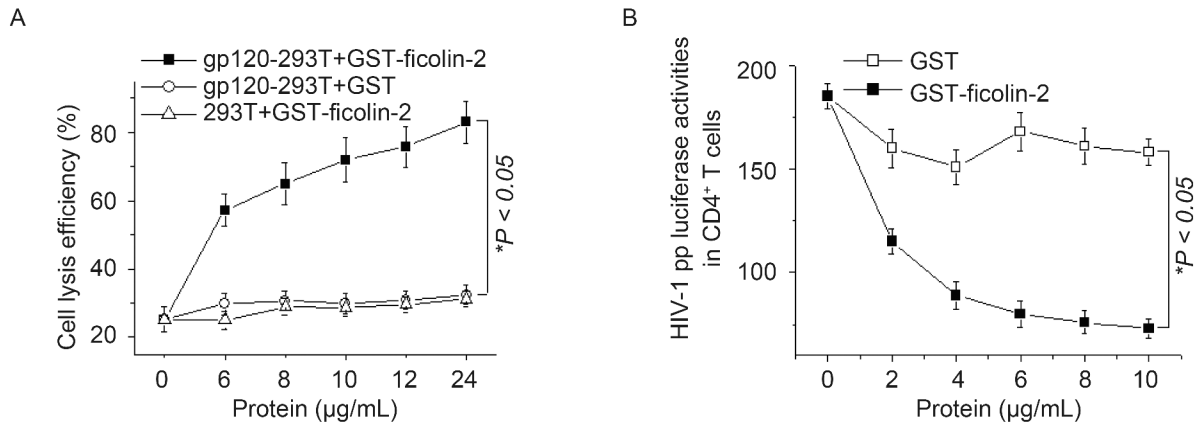 A
gp120-293T+GST-ficolin-2
gp120-293T+GST
293T+GST-ficolin-2
Cell lysis efficiency (%)
80
60
40
20
0 6 8 10 12 24
Protein (µg/mL)
*P < 0.05
B
GST
GST-ficolin-2
HIV-1 pp luciferase activities
in CD4⁺ T cells
200
150
100
0 2 4 6 8 10
Protein (µg/mL)
*P < 0.05